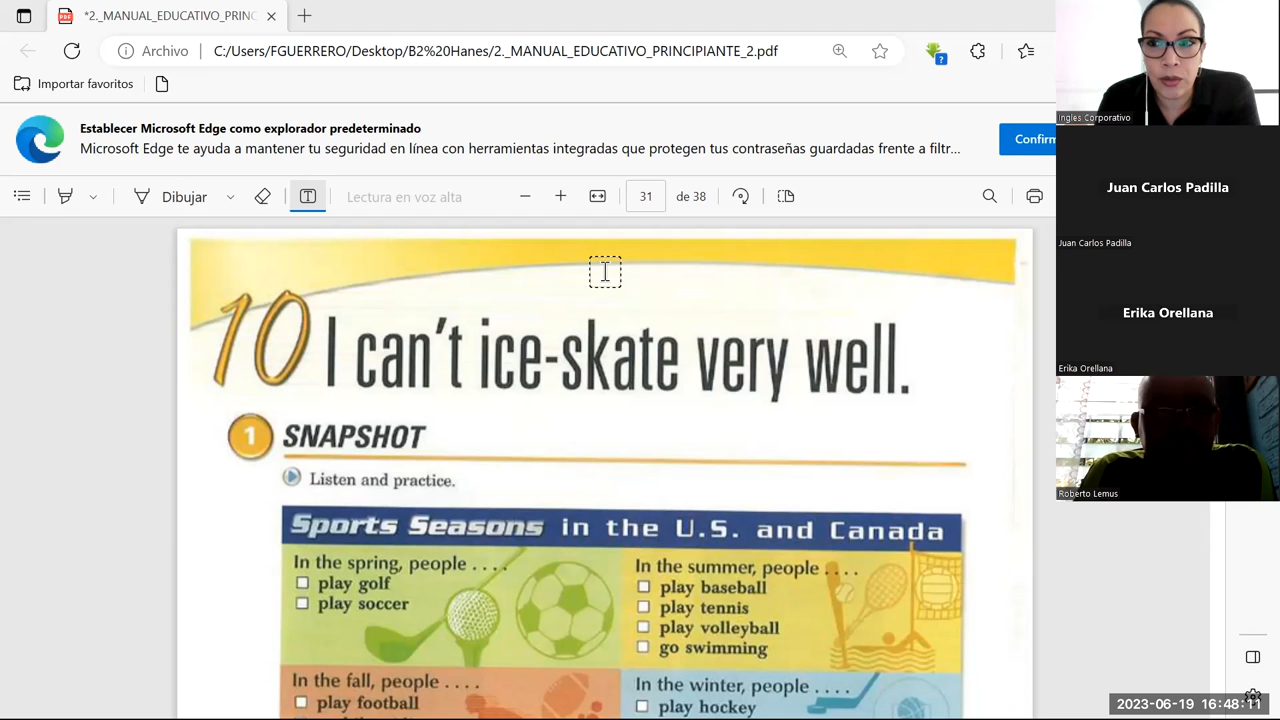 *2._MANUAL_EDUCATIVO_PRINC
Archivo
C:/Users/FGUERRERO/Desktop/B2%20Hanes/2._MANUAL_EDUCATIVO_PRINCIPIANTE_2.pdf
Importar favoritos
Establecer Microsoft Edge como explorador predeterminado
Microsoft Edge te ayuda a mantener tu seguridad en línea con herramientas integradas que protegen tus contraseñas guardadas frente a filtr...
Confirm
Dibujar
Lectura en voz alta
31
de 38
10 I can't ice-skate very well.
1 SNAPSHOT
Listen and practice.
Sports Seasons in the U.S. and Canada
In the spring, people . . . .
play golf
play soccer
In the summer, people . . . .
play baseball
play tennis
play volleyball
go swimming
In the fall, people . . . .
play football
In the winter, people . . . .
play hockey
Ingles Corporativo
Juan Carlos Padilla
Juan Carlos Padilla
Erika Orellana
Erika Orellana
Roberto Lemus
2023-06-19 16:48:11